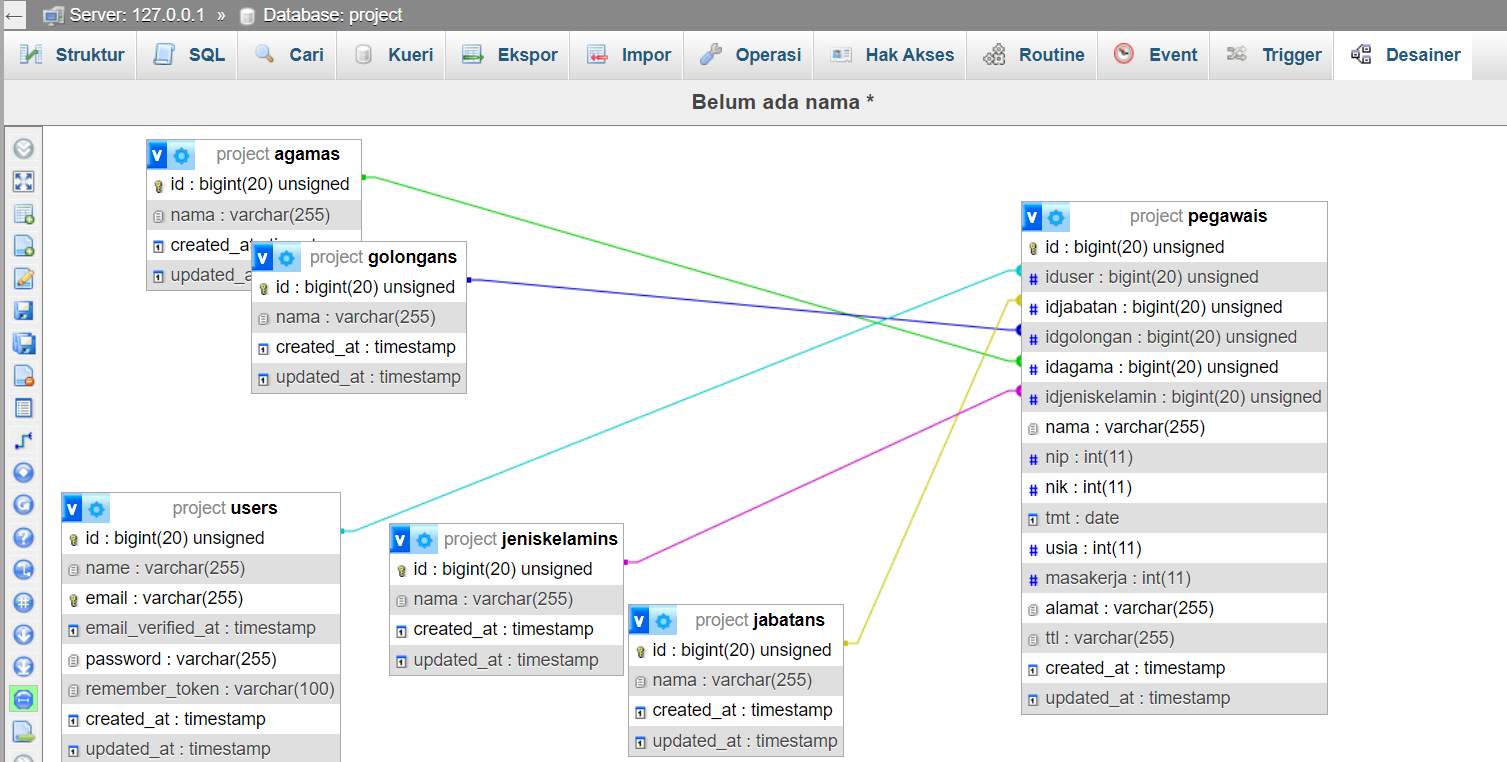 Server: 127.0.0.1 » Database: project
Struktur SQL Cari Kueri Ekspor Impor Operasi Hak Akses Routine Event Trigger Desainer
Belum ada nama *
project agamas
id : bigint(20) unsigned
nama : varchar(255)
created_at
updated_a
project golongans
id : bigint(20) unsigned
nama : varchar(255)
created_at : timestamp
updated_at : timestamp
project pegawais
id : bigint(20) unsigned
iduser : bigint(20) unsigned
idjabatan : bigint(20) unsigned
idgolongan : bigint(20) unsigned
idagama : bigint(20) unsigned
idjeniskelamin : bigint(20) unsigned
nama : varchar(255)
nip : int(11)
nik : int(11)
tmt : date
usia : int(11)
masakerja : int(11)
alamat : varchar(255)
ttl : varchar(255)
created_at : timestamp
updated_at : timestamp
project users
id : bigint(20) unsigned
name : varchar(255)
email : varchar(255)
email_verified_at : timestamp
password : varchar(255)
remember_token : varchar(100)
created_at : timestamp
updated_at : timestamp
project jeniskelamins
id : bigint(20) unsigned
nama : varchar(255)
created_at : timestamp
updated_at : timestamp
project jabatans
id : bigint(20) unsigned
nama : varchar(255)
created_at : timestamp
updated_at : timestamp